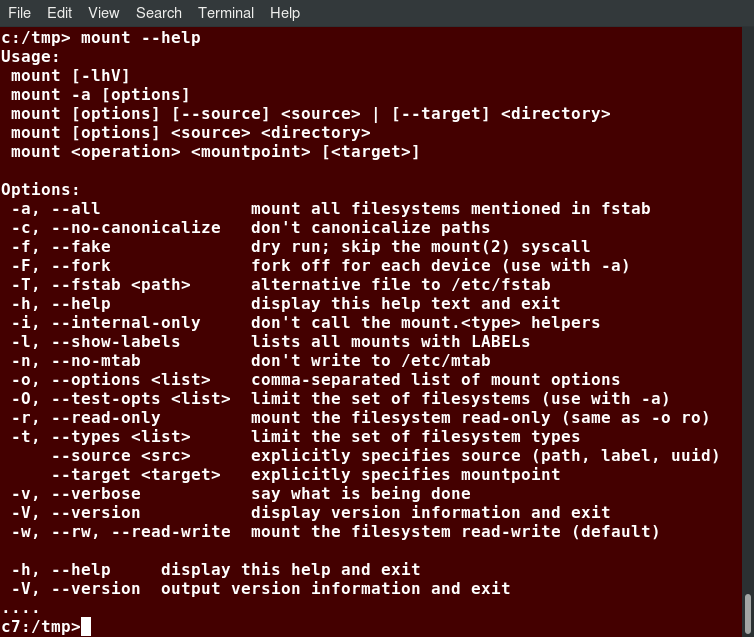 File Edit View Search Terminal Help
c:/tmp> mount --help
Usage:
 mount [-lhV]
 mount -a [options]
 mount [options] [--source] <source> | [--target] <directory>
 mount [options] <source> <directory>
 mount <operation> <mountpoint> [<target>]

Options:
 -a, --all               mount all filesystems mentioned in fstab
 -c, --no-canonicalize   don't canonicalize paths
 -f, --fake              dry run; skip the mount(2) syscall
 -F, --fork              fork off for each device (use with -a)
 -T, --fstab <path>      alternative file to /etc/fstab
 -h, --help              display this help text and exit
 -i, --internal-only     don't call the mount.<type> helpers
 -l, --show-labels       lists all mounts with LABELs
 -n, --no-mtab           don't write to /etc/mtab
 -o, --options <list>    comma-separated list of mount options
 -O, --test-opts <list>  limit the set of filesystems (use with -a)
 -r, --read-only         mount the filesystem read-only (same as -o ro)
 -t, --types <list>      limit the set of filesystem types
     --source <src>      explicitly specifies source (path, label, uuid)
     --target <target>   explicitly specifies mountpoint
 -v, --verbose           say what is being done
 -V, --version           display version information and exit
 -w, --rw, --read-write  mount the filesystem read-write (default)

 -h, --help     display this help and exit
 -V, --version  output version information and exit
....
c7:/tmp>